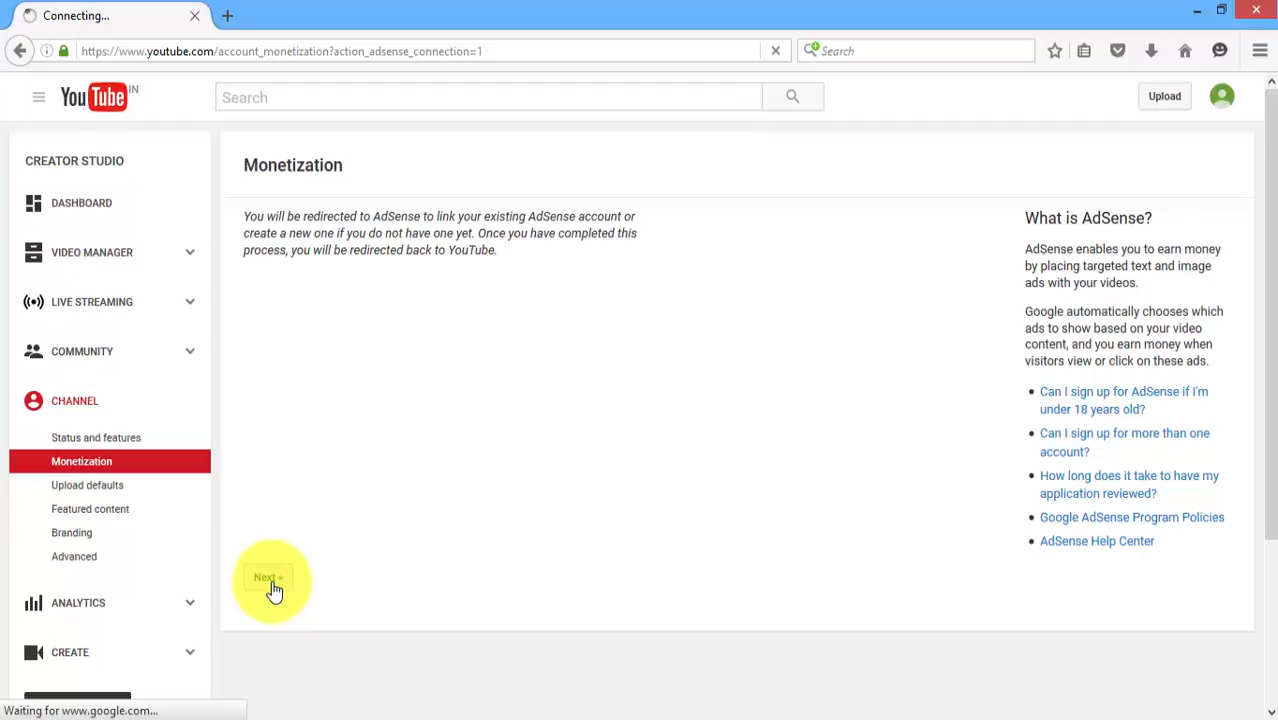 Connecting...
https://www.youtube.com/account_monetization?action_adsense_connection=1
Search
YouTube IN
Search
Upload
CREATOR STUDIO
DASHBOARD
VIDEO MANAGER
LIVE STREAMING
COMMUNITY
CHANNEL
Status and features
Monetization
Upload defaults
Featured content
Branding
Advanced
ANALYTICS
CREATE
Monetization
You will be redirected to AdSense to link your existing AdSense account or
create a new one if you do not have one yet. Once you have completed this
process, you will be redirected back to YouTube.
Next »
What is AdSense?
AdSense enables you to earn money
by placing targeted text and image
ads with your videos.
Google automatically chooses which
ads to show based on your video
content, and you earn money when
visitors view or click on these ads.
Can I sign up for AdSense if I'm
under 18 years old?
Can I sign up for more than one
account?
How long does it take to have my
application reviewed?
Google AdSense Program Policies
AdSense Help Center
Waiting for www.google.com...